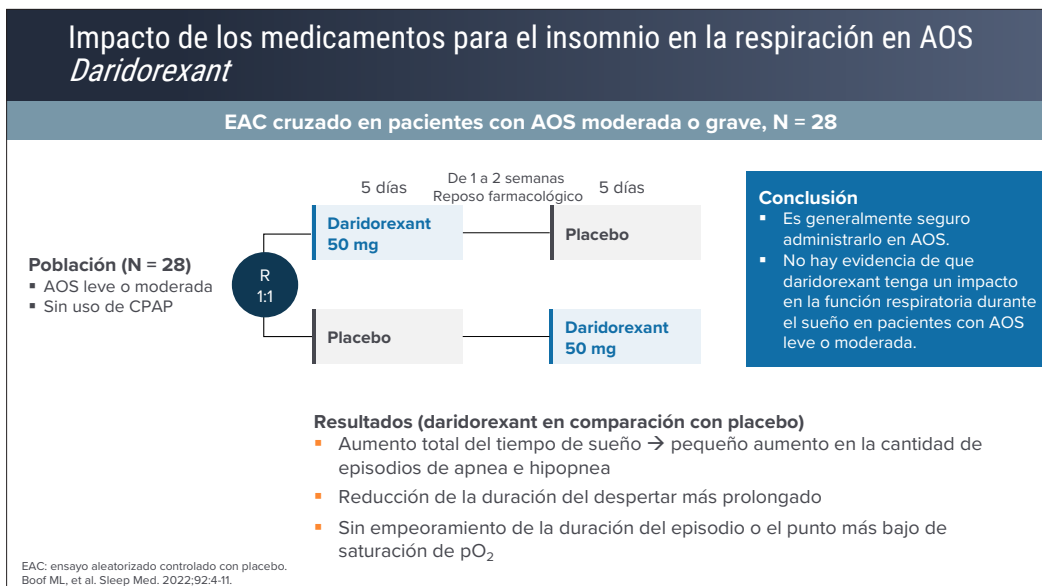 Impacto de los medicamentos para el insomnio en la respiración en AOS
Daridorexant
EAC cruzado en pacientes con AOS moderada o grave, N = 28
Población (N = 28)
▪ AOS leve o moderada
▪ Sin uso de CPAP
R
1:1
5 días
De 1 a 2 semanas
Reposo farmacológico
5 días
Daridorexant
50 mg
Placebo
Placebo
Daridorexant
50 mg
Conclusión
▪ Es generalmente seguro
administrarlo en AOS.
▪ No hay evidencia de que
daridorexant tenga un impacto
en la función respiratoria durante
el sueño en pacientes con AOS
leve o moderada.
Resultados (daridorexant en comparación con placebo)
▪ Aumento total del tiempo de sueño → pequeño aumento en la cantidad de
episodios de apnea e hipopnea
▪ Reducción de la duración del despertar más prolongado
▪ Sin empeoramiento de la duración del episodio o el punto más bajo de
saturación de pO₂
EAC: ensayo aleatorizado controlado con placebo.
Boof ML, et al. Sleep Med. 2022;92:4-11.